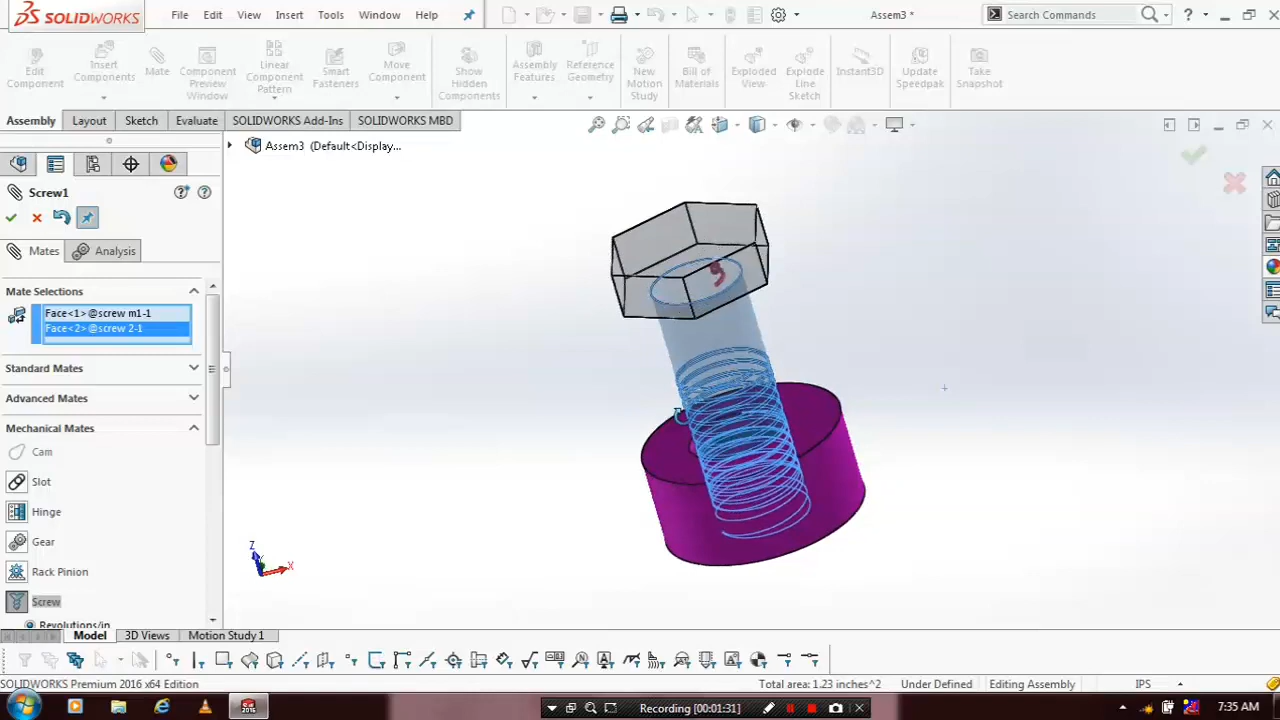 SOLIDWORKS File Edit View Insert Tools Window Help Assem3 * Search Commands ?
Edit Component
Insert Components
Mate
Component Preview Window
Linear Component Pattern
Smart Fasteners
Move Component
Show Hidden Components
Assembly Features
Reference Geometry
New Motion Study
Bill of Materials
Exploded View
Explode Line Sketch
Instant3D
Update Speedpak
Take Snapshot
Assembly Layout Sketch Evaluate SOLIDWORKS Add-Ins SOLIDWORKS MBD
Assem3 (Default<Display...
Screw1
Mates Analysis
Mate Selections
Face<1>@screw m1-1
Face<2>@screw 2-1
Standard Mates
Advanced Mates
Mechanical Mates
Cam
Slot
Hinge
Gear
Rack Pinion
Screw
Revolutions/in
Z
X
Model 3D Views Motion Study 1
SOLIDWORKS Premium 2016 x64 Edition Total area: 1.23 inches^2 Under Defined Editing Assembly IPS
Recording [00:01:31] 7:35 AM